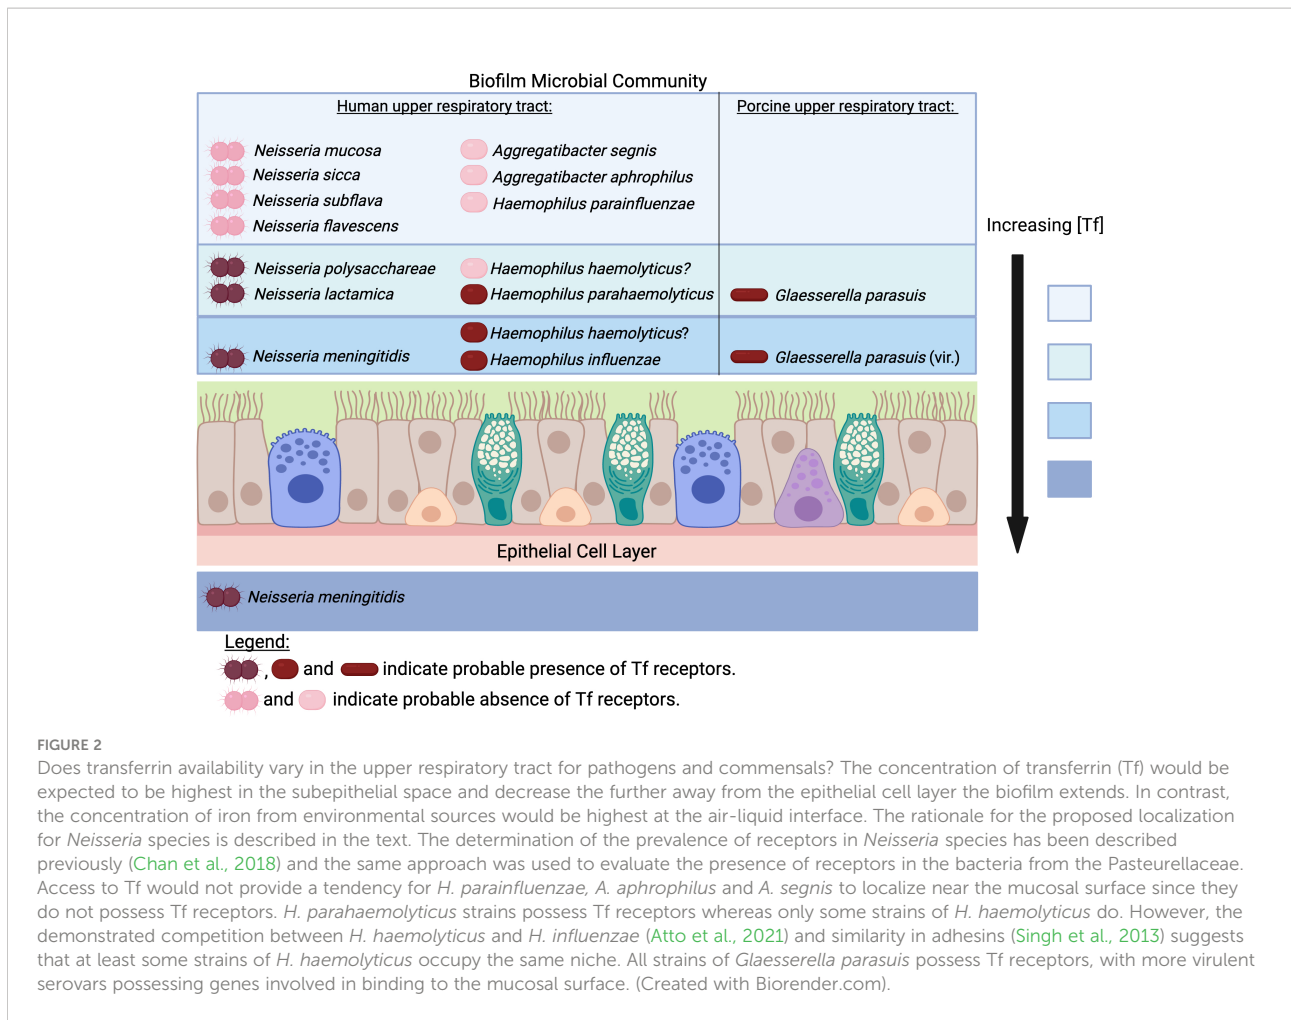 Biofilm Microbial Community
Human upper respiratory tract:
Porcine upper respiratory tract:
Neisseria mucosa
Aggregatibacter segnis
Neisseria sicca
Aggregatibacter aphrophilus
Neisseria subflava
Haemophilus parainfluenzae
Neisseria flavescens
Increasing [Tf]
Neisseria polysacchareae
Haemophilus haemolyticus?
Neisseria lactamica
Haemophilus parahaemolyticus
Glaesserella parasuis
Haemophilus haemolyticus?
Neisseria meningitidis
Haemophilus influenzae
Glaesserella parasuis (vir.)
Epithelial Cell Layer
Neisseria meningitidis
Legend:
, and indicate probable presence of Tf receptors.
and indicate probable absence of Tf receptors.
FIGURE 2
Does transferrin availability vary in the upper respiratory tract for pathogens and commensals? The concentration of transferrin (Tf) would be
expected to be highest in the subepithelial space and decrease the further away from the epithelial cell layer the biofilm extends. In contrast,
the concentration of iron from environmental sources would be highest at the air-liquid interface. The rationale for the proposed localization
for Neisseria species is described in the text. The determination of the prevalence of receptors in Neisseria species has been described
previously (Chan et al., 2018) and the same approach was used to evaluate the presence of receptors in the bacteria from the Pasteurellaceae.
Access to Tf would not provide a tendency for H. parainfluenzae, A. aphrophilus and A. segnis to localize near the mucosal surface since they
do not possess Tf receptors. H. parahaemolyticus strains possess Tf receptors whereas only some strains of H. haemolyticus do. However, the
demonstrated competition between H. haemolyticus and H. influenzae (Atto et al., 2021) and similarity in adhesins (Singh et al., 2013) suggests
that at least some strains of H. haemolyticus occupy the same niche. All strains of Glaesserella parasuis possess Tf receptors, with more virulent
serovars possessing genes involved in binding to the mucosal surface. (Created with Biorender.com).